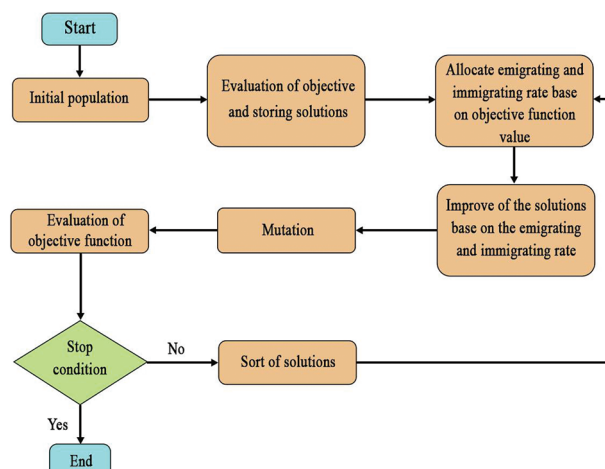 Start
Initial population
Evaluation of objective
and storing solutions
Allocate emigrating and
immigrating rate base
on objective function
value
Improve of the solutions
base on the emigrating
and immigrating rate
Mutation
Evaluation of
objective function
Stop
condition
No
Sort of solutions
Yes
End